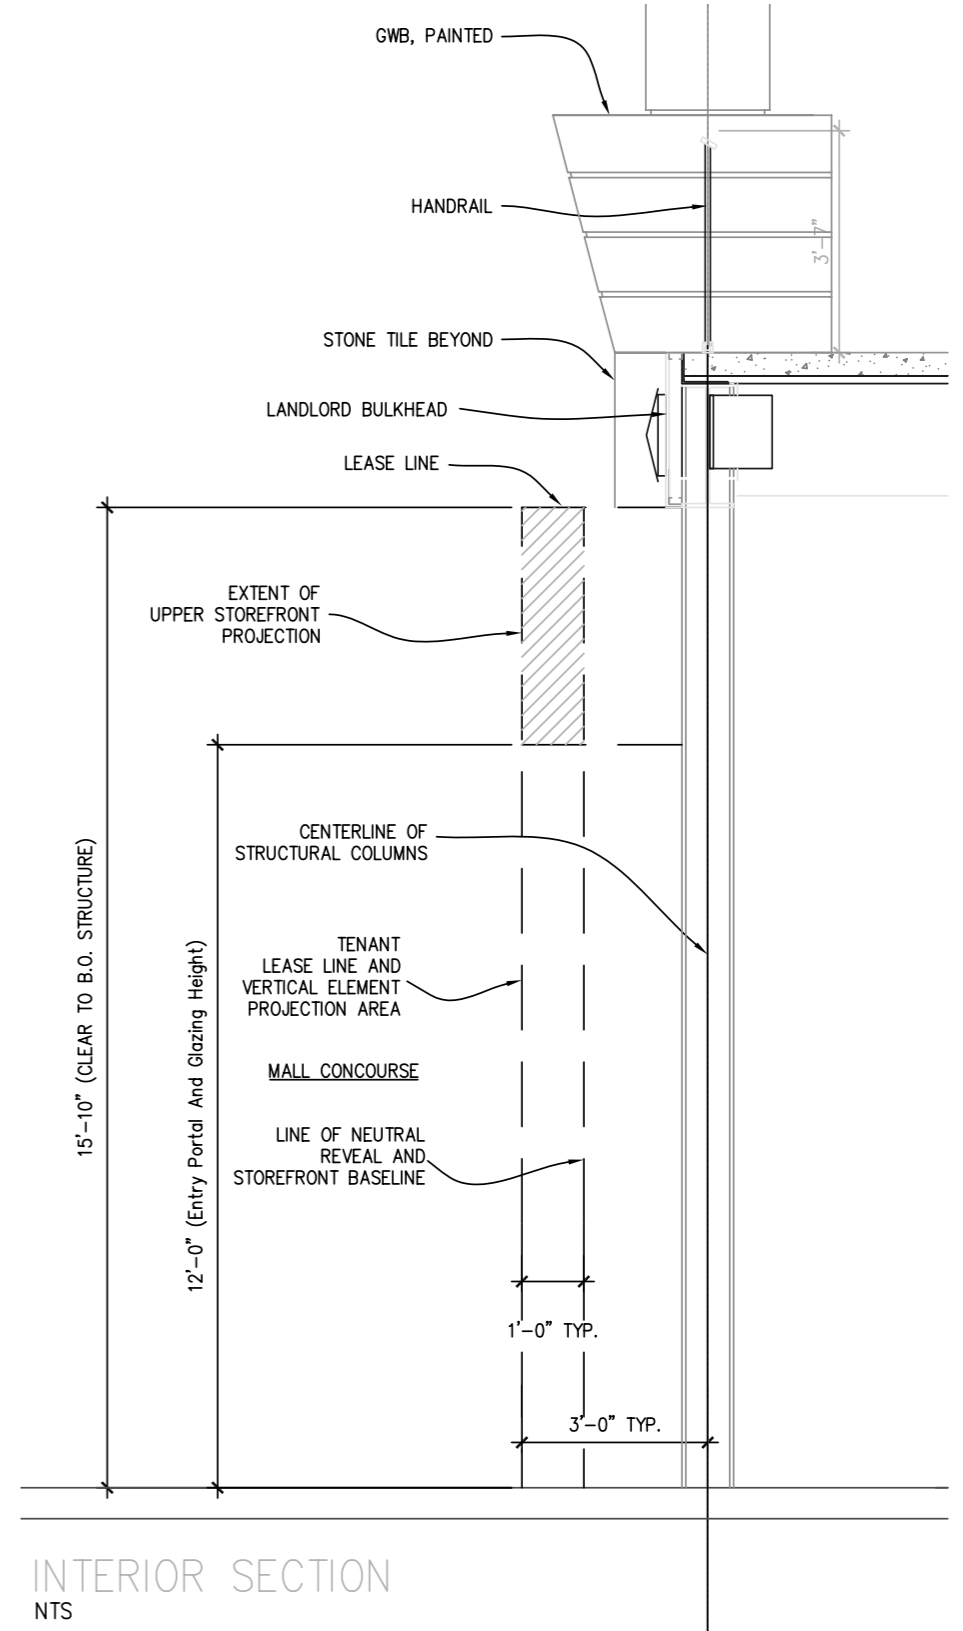 GWB, PAINTED
HANDRAIL
3'-7"
STONE TILE BEYOND
LANDLORD BULKHEAD
LEASE LINE
EXTENT OF
UPPER STOREFRONT
PROJECTION
CENTERLINE OF
STRUCTURAL COLUMNS
15'-10" (CLEAR TO B.O. STRUCTURE)
12'-0" (Entry Portal And Glazing Height)
TENANT
LEASE LINE AND
VERTICAL ELEMENT
PROJECTION AREA
MALL CONCOURSE
LINE OF NEUTRAL
REVEAL AND
STOREFRONT BASELINE
1'-0" TYP.
3'-0" TYP.
INTERIOR SECTION
NTS